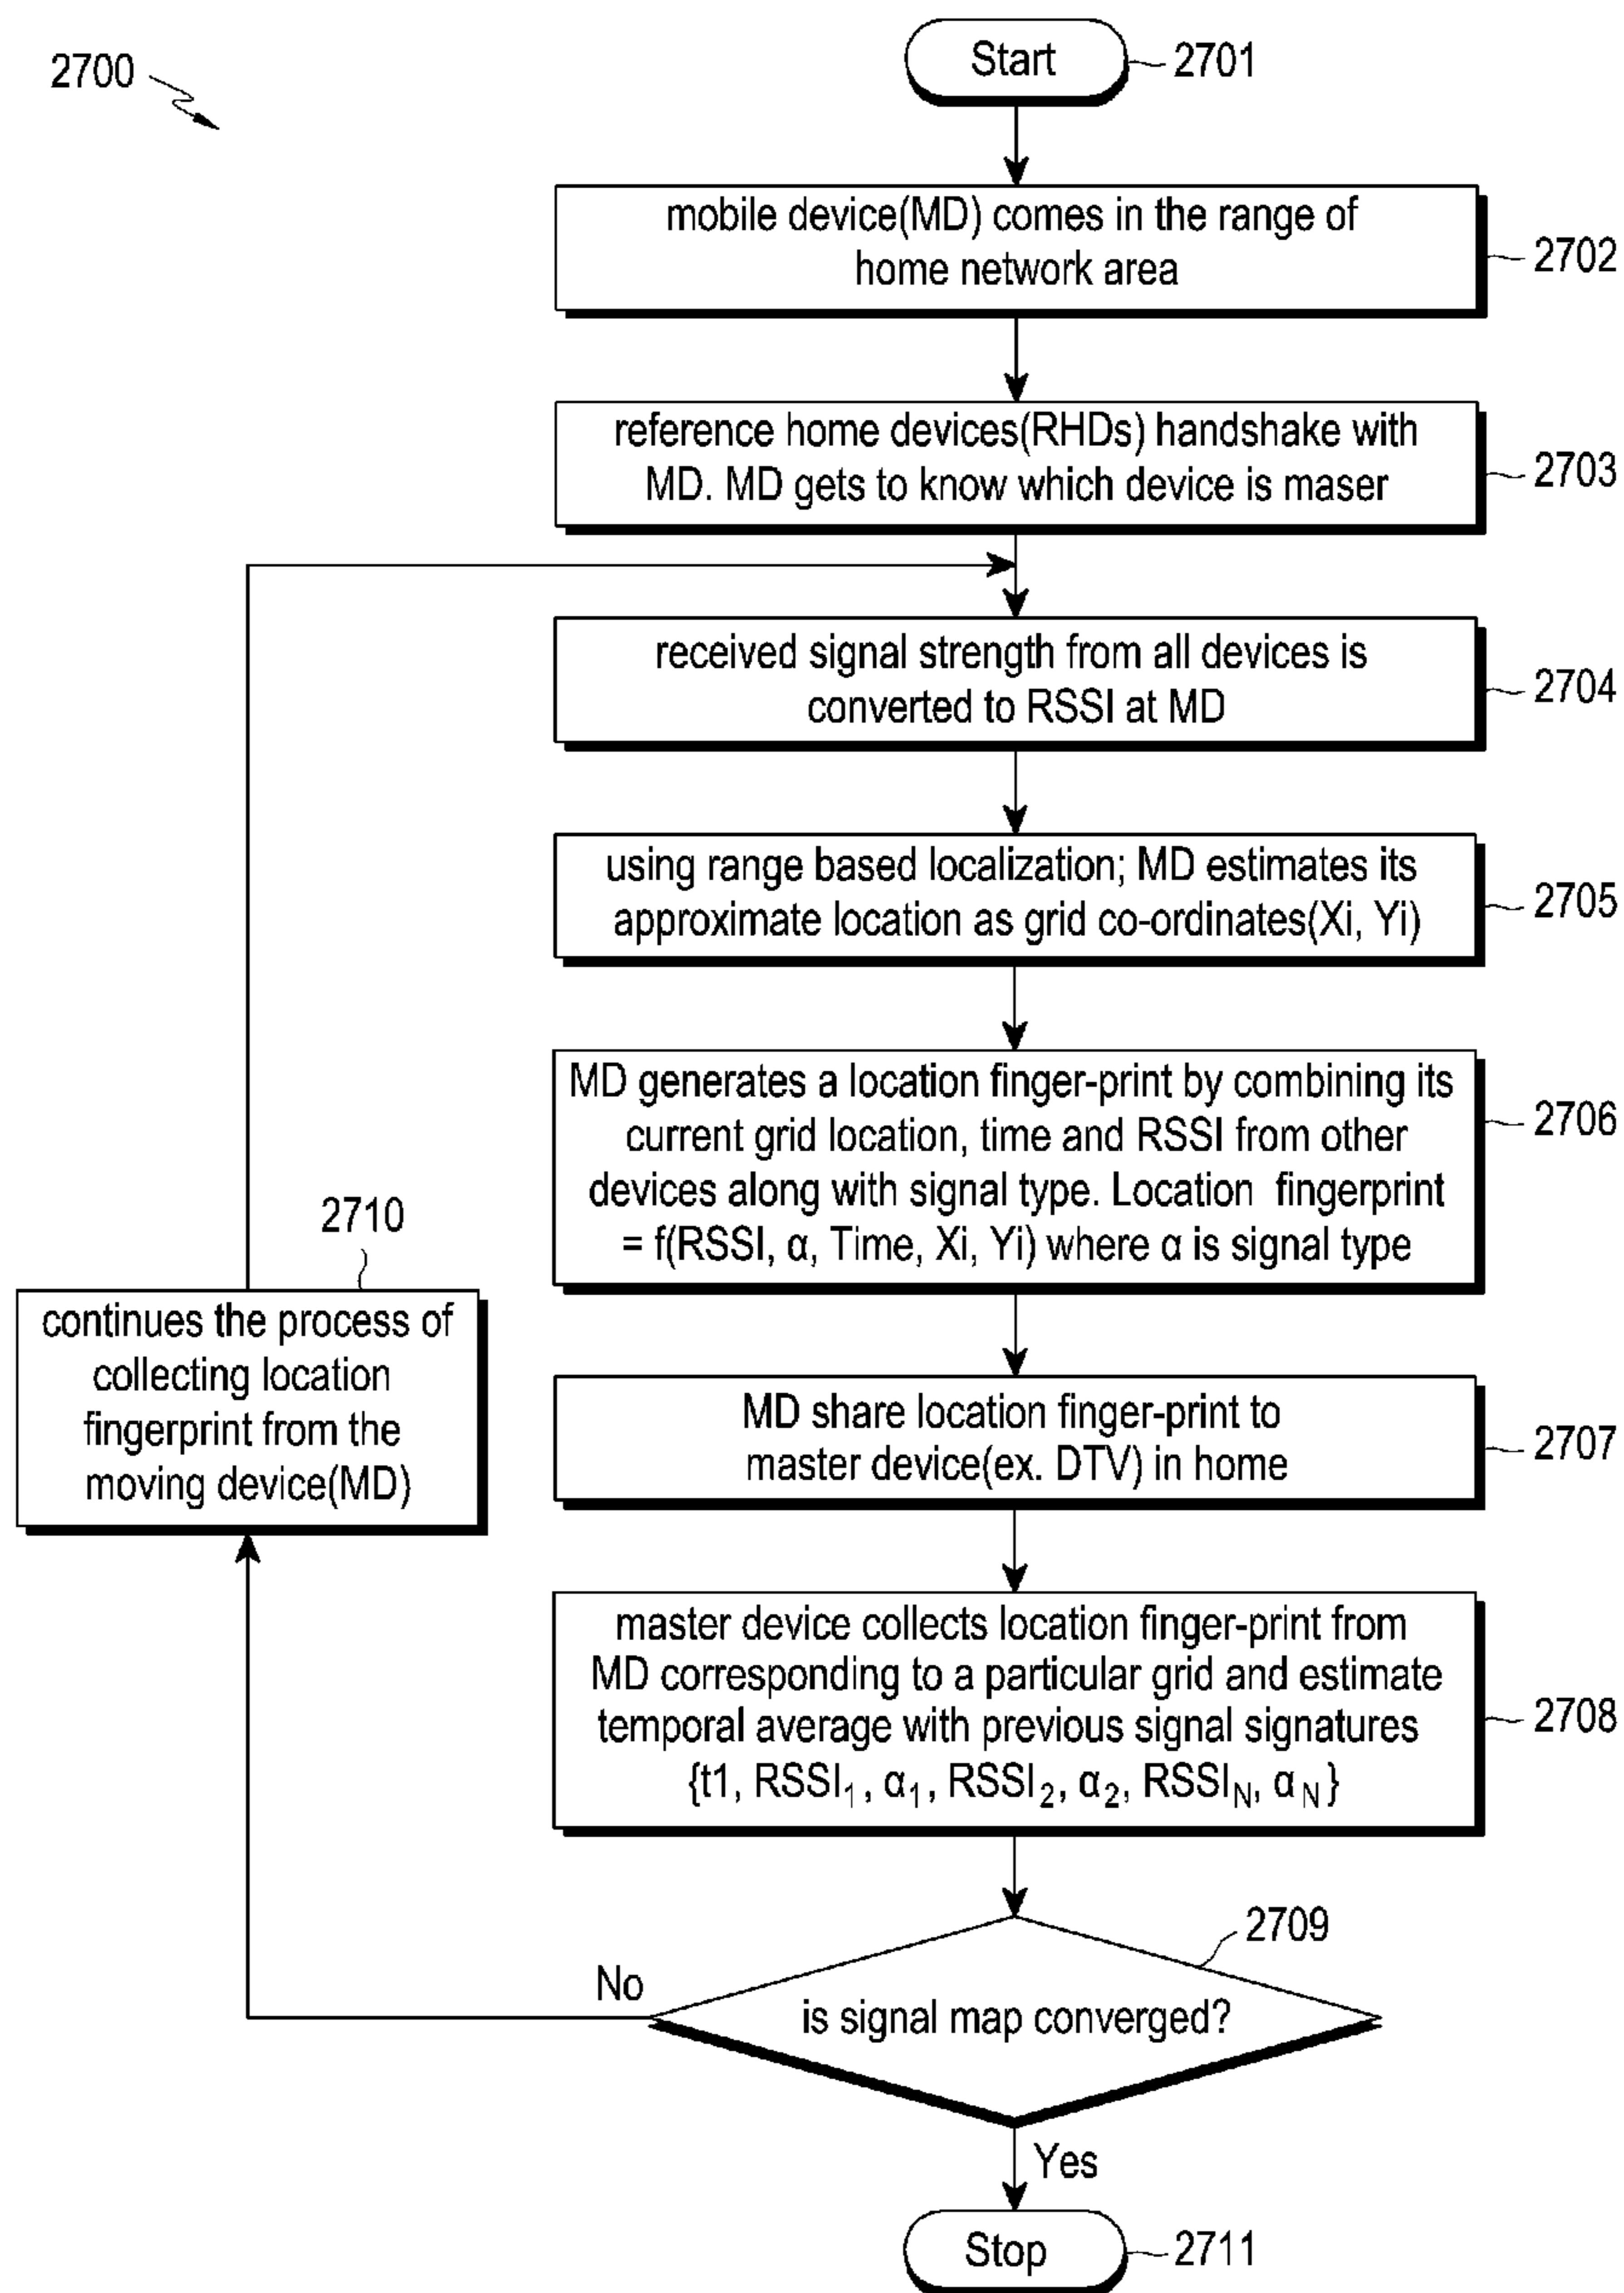 2700
Start
2701
mobile device(MD) comes in the range of
home network area
2702
reference home devices(RHDs) handshake with
MD. MD gets to know which device is maser
2703
received signal strength from all devices is
converted to RSSI at MD
2704
using range based localization; MD estimates its
approximate location as grid co-ordinates(Xi, Yi)
2705
MD generates a location finger-print by combining its
current grid location, time and RSSI from other
devices along with signal type. Location fingerprint
= f(RSSI, α, Time, Xi, Yi) where α is signal type
2706
2710
continues the process of
collecting location
fingerprint from the
moving device(MD)
MD share location finger-print to
master device(ex. DTV) in home
2707
master device collects location finger-print from
MD corresponding to a particular grid and estimate
temporal average with previous signal signatures
{t1, RSSI₁, α₁, RSSI₂, α₂, RSSI_N, α_N}
2708
2709
No
is signal map converged?
Yes
Stop
2711